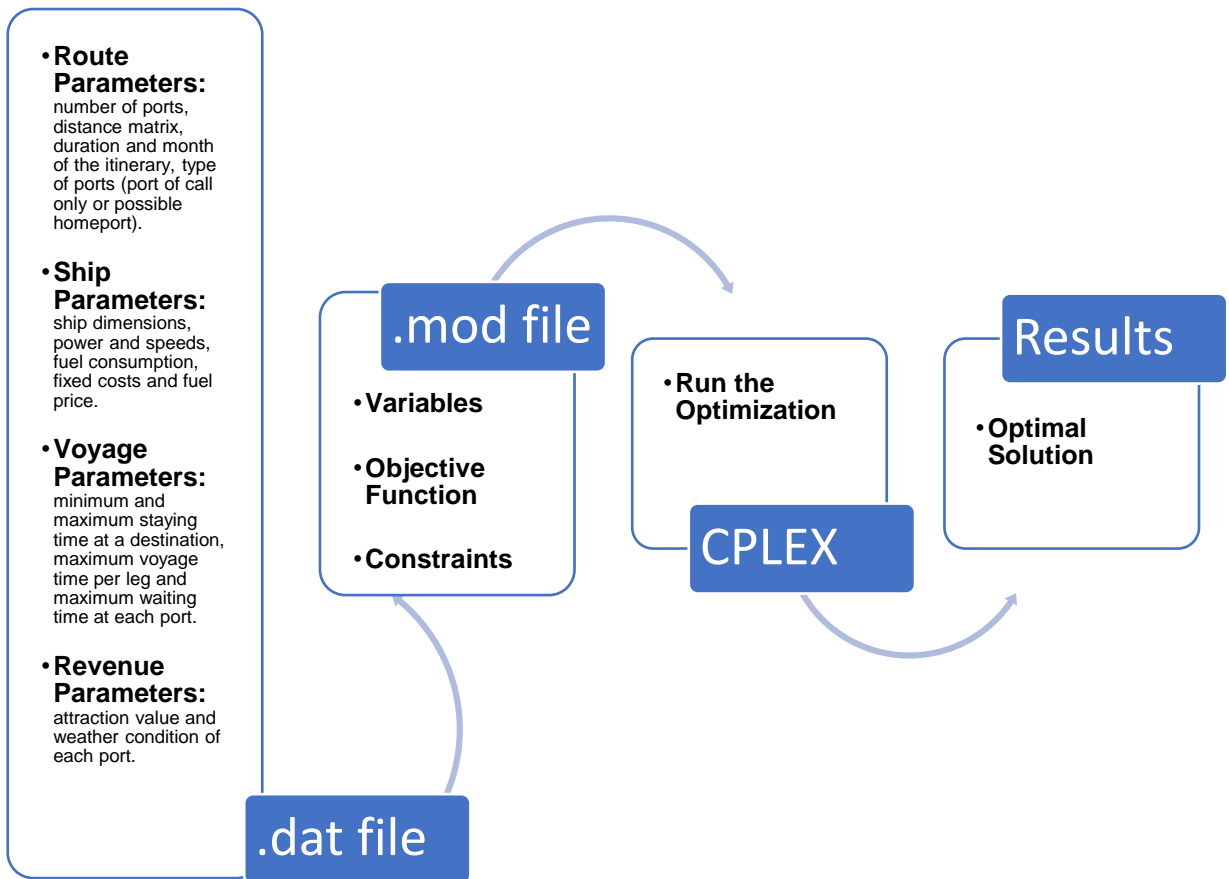 •Route
Parameters:
number of ports,
distance matrix,
duration and month
of the itinerary, type
of ports (port of call
only or possible
homeport).
•Ship
Parameters:
ship dimensions,
power and speeds,
fuel consumption,
fixed costs and fuel
price.
•Voyage
Parameters:
minimum and
maximum staying
time at a destination,
maximum voyage
time per leg and
maximum waiting
time at each port.
•Revenue
Parameters:
attraction value and
weather condition of
each port.
.dat file
.mod file
•Variables
•Objective
Function
•Constraints
•Run the
Optimization
CPLEX
Results
•Optimal
Solution